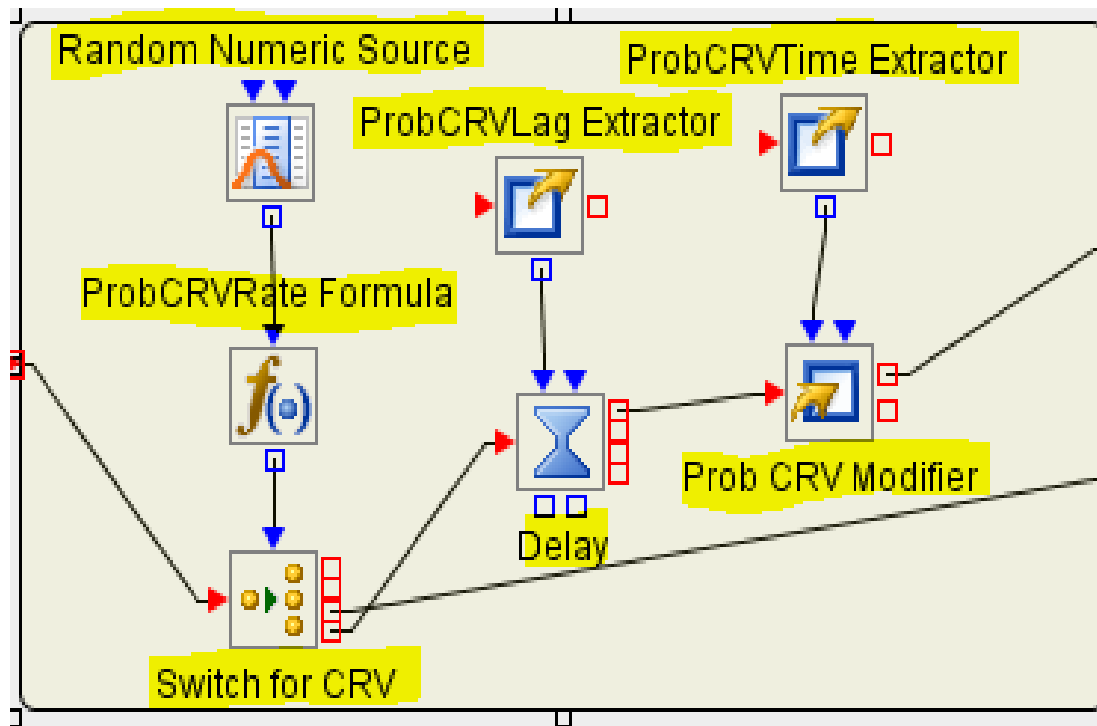 Random Numeric Source
ProbCRVTime Extractor
ProbCRVLag Extractor
ProbCRVRate Formula
Prob CRV Modifier
Delay
Switch for CRV